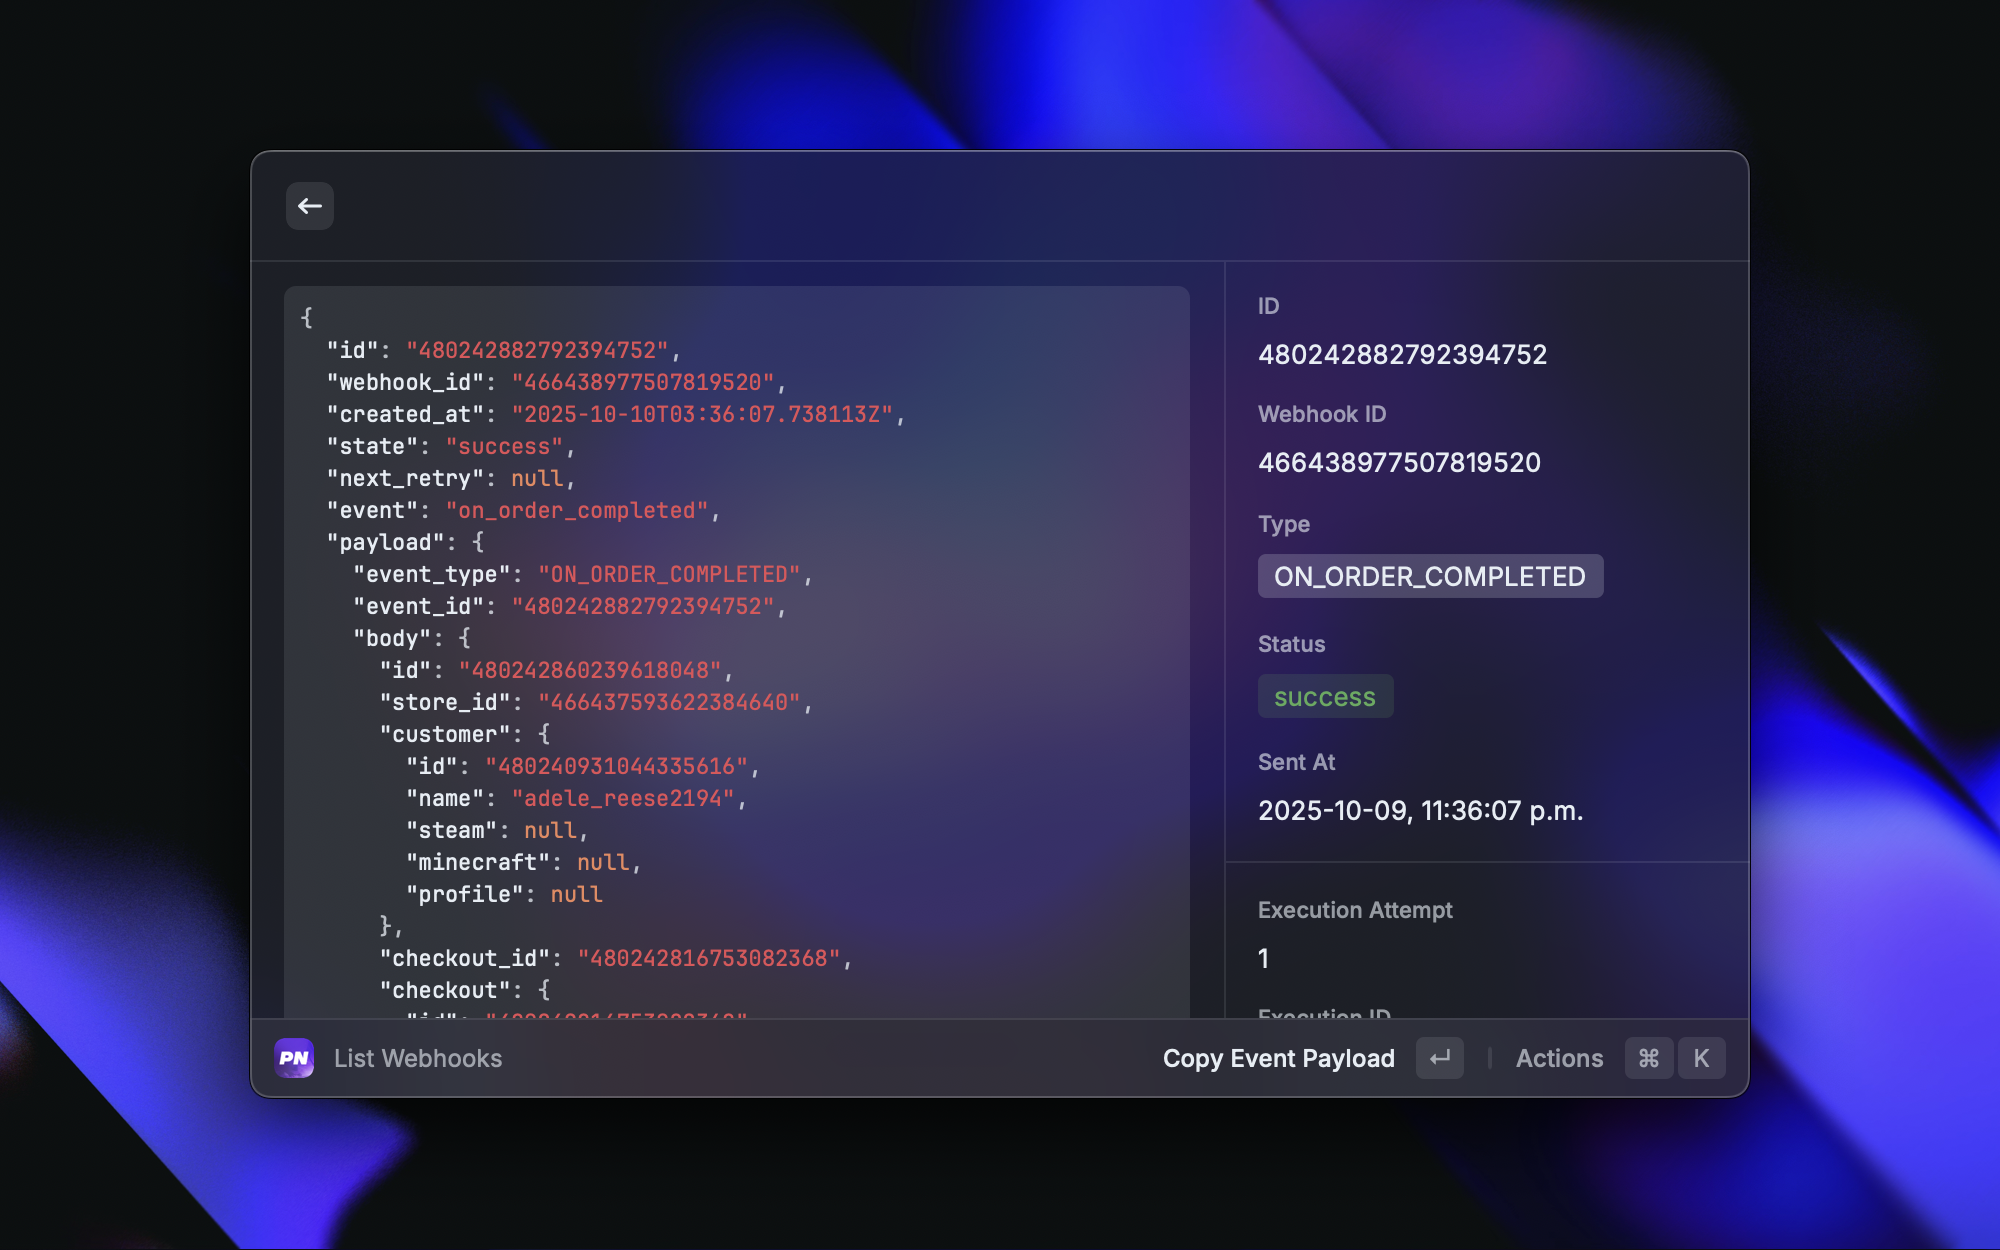 {
  "id": "480242882792394752",
  "webhook_id": "466438977507819520",
  "created_at": "2025-10-10T03:36:07.738113Z",
  "state": "success",
  "next_retry": null,
  "event": "on_order_completed",
  "payload": {
    "event_type": "ON_ORDER_COMPLETED",
    "event_id": "480242882792394752",
    "body": {
      "id": "480242860239618048",
      "store_id": "466437593622384640",
      "customer": {
        "id": "480240931044335616",
        "name": "adele_reese2194",
        "steam": null,
        "minecraft": null,
        "profile": null
      },
      "checkout_id": "480242816753082368",
      "checkout": {
        "id":
ID
480242882792394752
Webhook ID
466438977507819520
Type
ON_ORDER_COMPLETED
Status
success
Sent At
2025-10-09, 11:36:07 p.m.
Execution Attempt
1
Execution ID
PN List Webhooks
Copy Event Payload ↵ | Actions ⌘ K